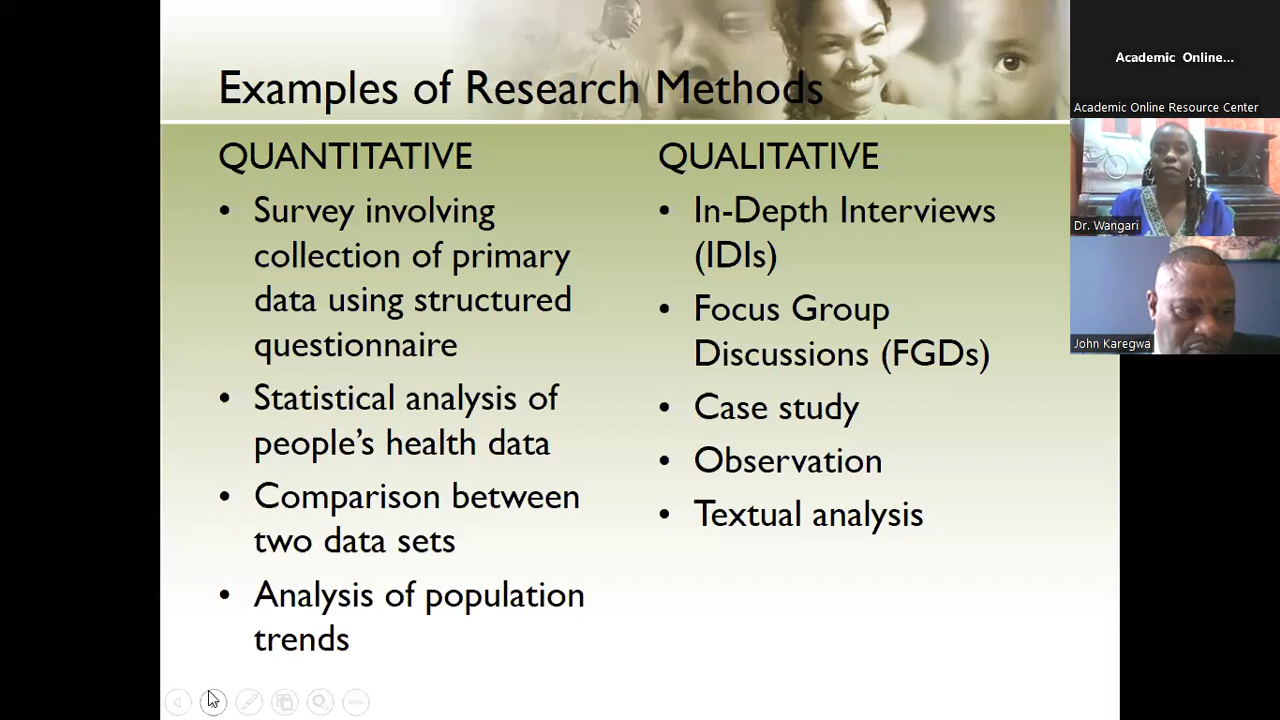 Examples of Research Methods
QUANTITATIVE
• Survey involving
collection of primary
data using structured
questionnaire
• Statistical analysis of
people’s health data
• Comparison between
two data sets
• Analysis of population
trends
QUALITATIVE
• In-Depth Interviews
(IDIs)
• Focus Group
Discussions (FGDs)
• Case study
• Observation
• Textual analysis
Academic Online...
Academic Online Resource Center
Dr. Wangari
John Karegwa